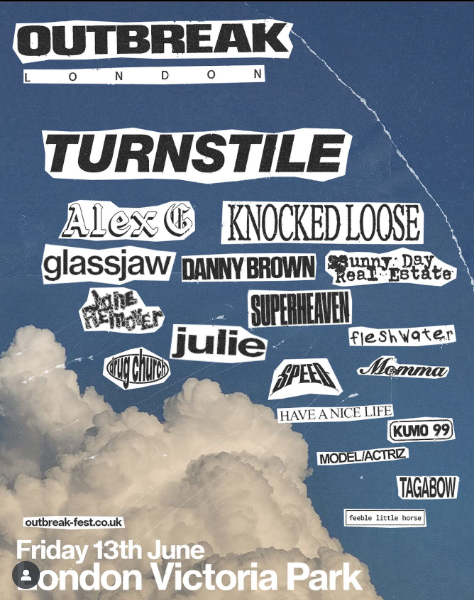 OUTBREAK
LONDON
TURNSTILE
Alex G KNOCKED LOOSE
glassjaw DANNY BROWN Sunny Day Real Estate
Jane Remover SUPERHEAVEN
julie fleshwater
drug church SPEED Momma
HAVE A NICE LIFE
KUMO 99
MODEL/ACTRIZ
TAGABOW
feeble little horse
outbreak-fest.co.uk
Friday 13th June
London Victoria Park